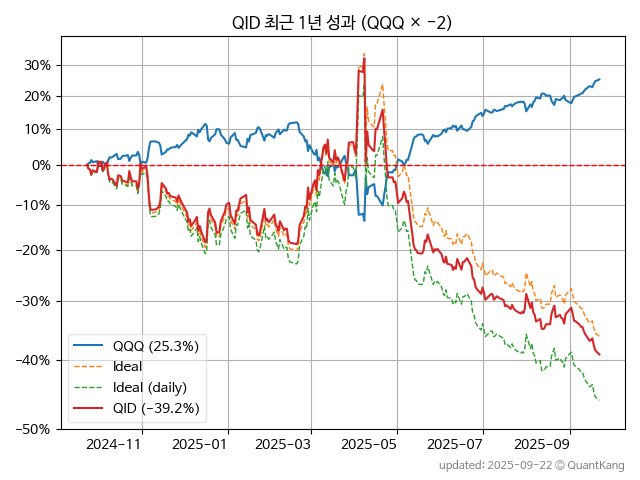 QID 최근 1년 성과 (QQQ × −2)
30%
20%
10%
0%
−10%
−20%
−30%
−40%
−50%
QQQ (25.3%)
Ideal
Ideal (daily)
QID (−39.2%)
2024-11
2025-01
2025-03
2025-05
2025-07
2025-09
updated: 2025-09-22 ⓒ QuantKang